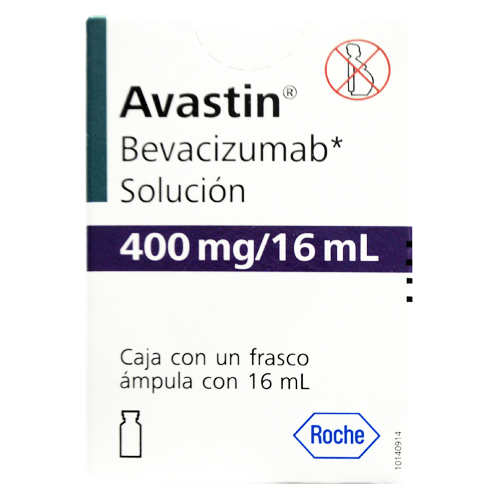 Avastin®
Bevacizumab*
Solución
400 mg/16 mL
Caja con un frasco
ámpula con 16 mL
Roche
10140914